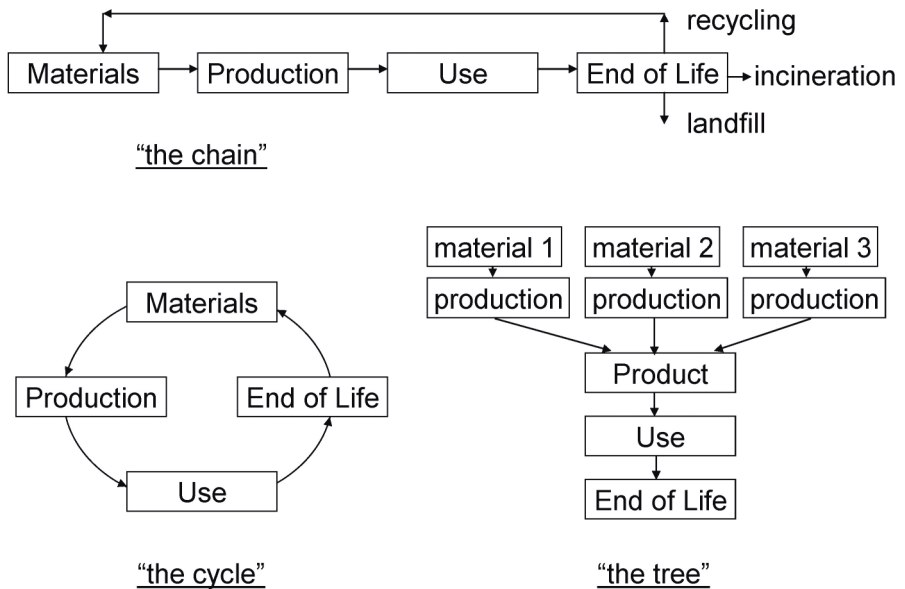 recycling
Materials
Production
Use
End of Life
incineration
landfill
“the chain”
material 1
material 2
material 3
production
production
production
Product
Use
End of Life
“the tree”
Materials
Production
End of Life
Use
“the cycle”